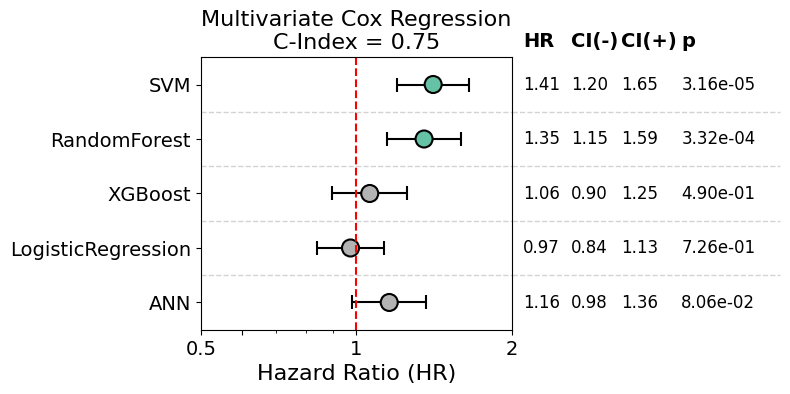 Multivariate Cox Regression
C-Index = 0.75
HR CI(-) CI(+) p
SVM 1.41 1.20 1.65 3.16e-05
RandomForest 1.35 1.15 1.59 3.32e-04
XGBoost 1.06 0.90 1.25 4.90e-01
LogisticRegression 0.97 0.84 1.13 7.26e-01
ANN 1.16 0.98 1.36 8.06e-02
0.5 1 2
Hazard Ratio (HR)